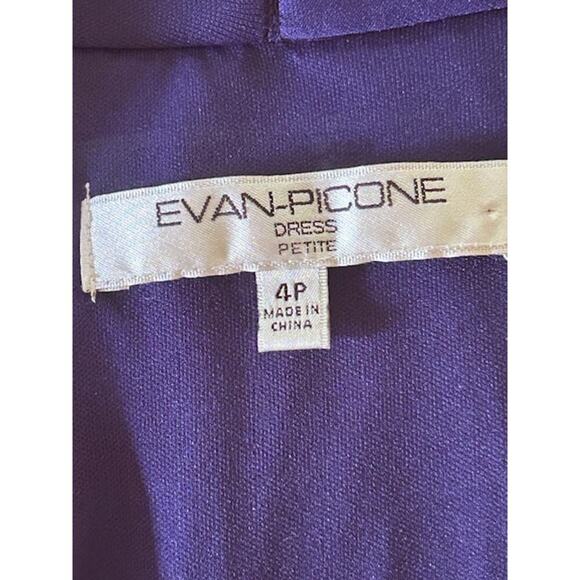 EVAN-PICONE
DRESS
PETITE
4P
MADE IN
CHINA